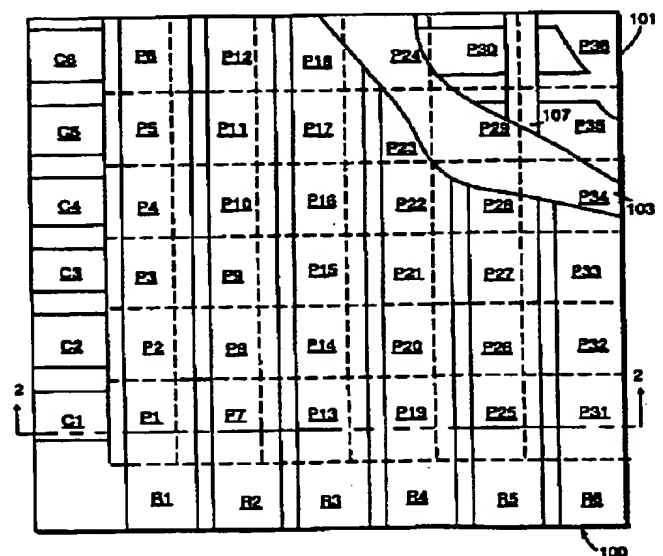 101
C6 P6 P12 P18 P24 P30 P36
107
C5 P5 P11 P17 P23 P29 P35
C4 P4 P10 P16 P22 P28 P34
103
C3 P3 P9 P15 P21 P27 P33
C2 P2 P8 P14 P20 P26 P32
2 2
C1 P1 P7 P13 P19 P25 P31
R1 R2 R3 R4 R5 R6
100